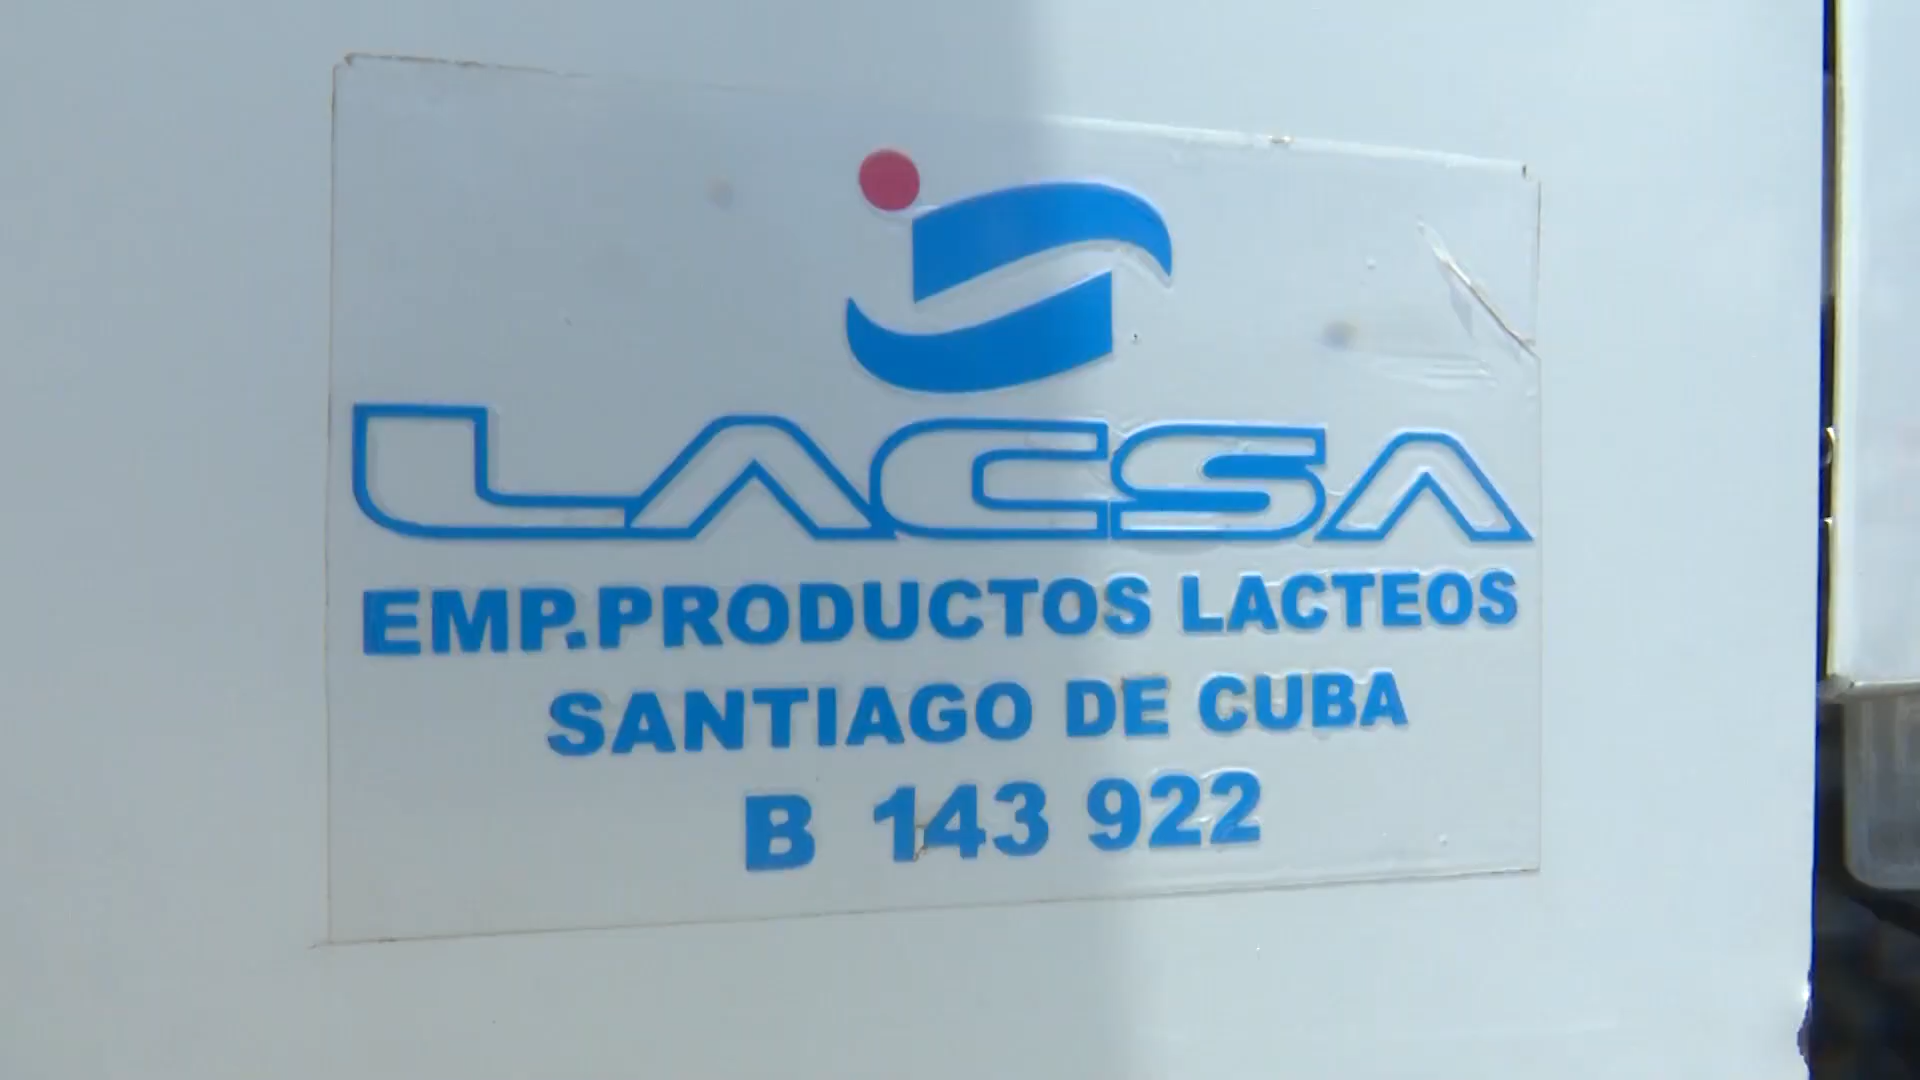 LACSA
EMP.PRODUCTOS LACTEOS
SANTIAGO DE CUBA
B 143 922